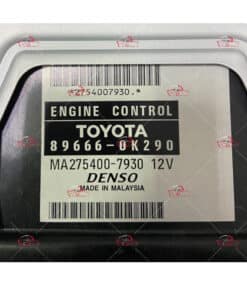 *2754007930.*
ENGINE CONTROL
TOYOTA
89666-0K290
MA275400-7930 12V
DENSO
MADE IN MALAYSIA